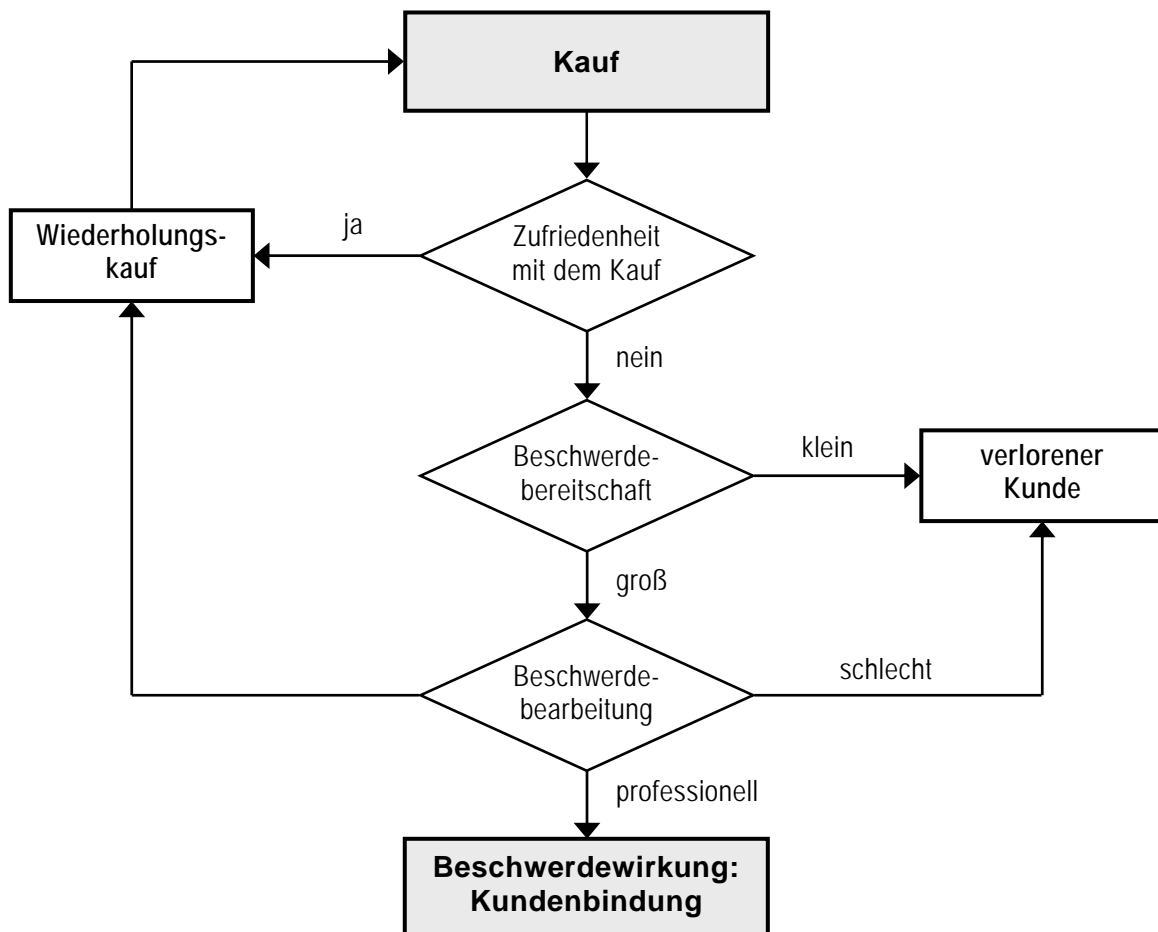 Kauf
Wiederholungs-
kauf
ja
Zufriedenheit
mit dem Kauf
nein
Beschwerde-
bereitschaft
klein
verlorener
Kunde
groß
Beschwerde-
bearbeitung
schlecht
professionell
Beschwerdewirkung:
Kundenbindung